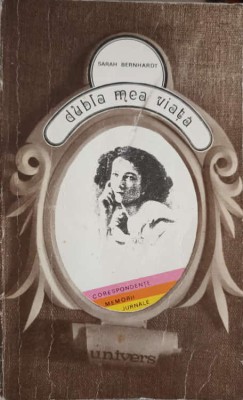 SARAH BERNHARDT
dubla mea viață
CORESPONDENȚE
MEMORII
JURNALE
univers